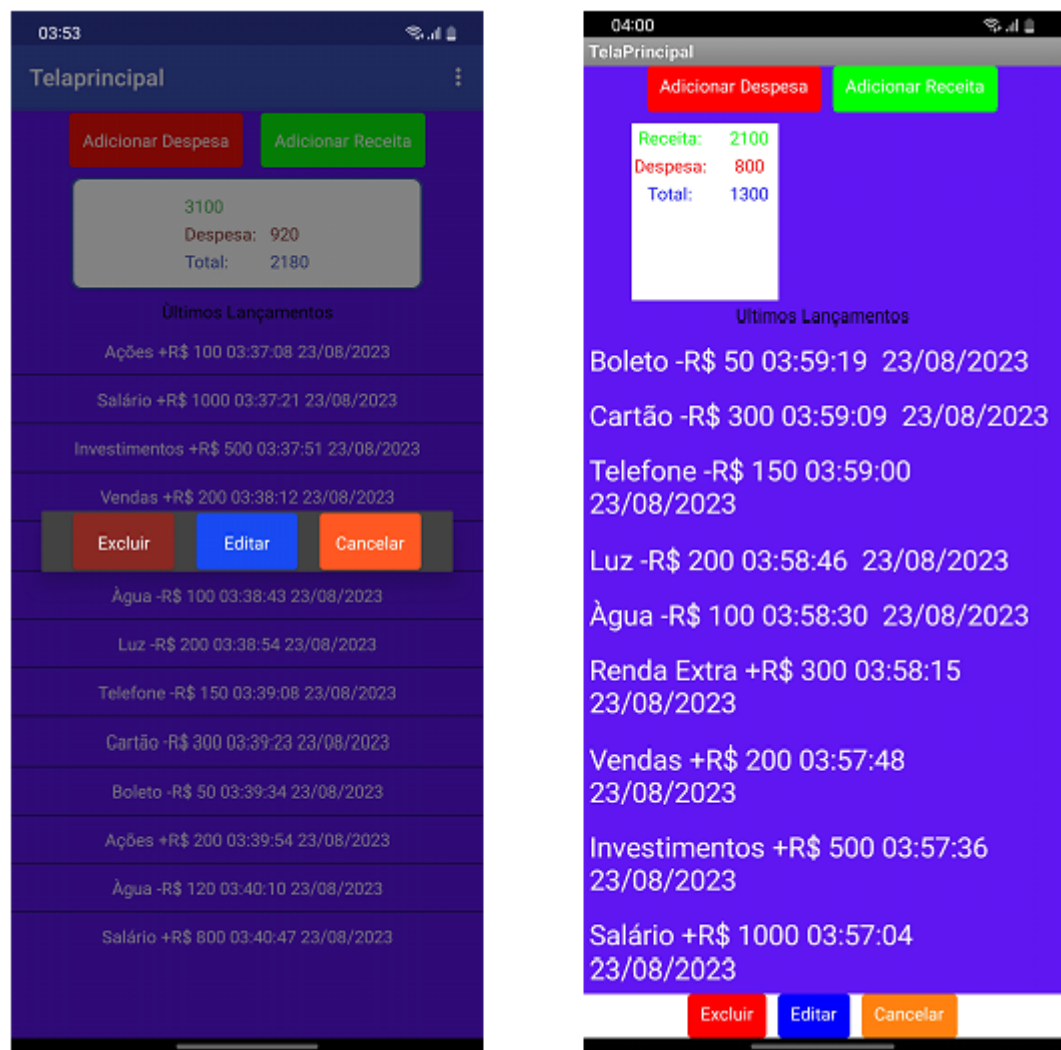 03:53
Telaprincipal
Adicionar Despesa
Adicionar Receita
3100
Despesa: 920
Total: 2180
Ùltimos Lançamentos
Ações +R$ 100 03:37:08 23/08/2023
Salário +R$ 1000 03:37:21 23/08/2023
Investimentos +R$ 500 03:37:51 23/08/2023
Vendas +R$ 200 03:38:12 23/08/2023
Excluir
Editar
Cancelar
Àgua -R$ 100 03:38:43 23/08/2023
Luz -R$ 200 03:38:54 23/08/2023
Telefone -R$ 150 03:39:08 23/08/2023
Cartão -R$ 300 03:39:23 23/08/2023
Boleto -R$ 50 03:39:34 23/08/2023
Ações +R$ 200 03:39:54 23/08/2023
Àgua -R$ 120 03:40:10 23/08/2023
Salário +R$ 800 03:40:47 23/08/2023
04:00
TelaPrincipal
Adicionar Despesa
Adicionar Receita
Receita: 2100
Despesa: 800
Total: 1300
Ultimos Lançamentos
Boleto -R$ 50 03:59:19 23/08/2023
Cartão -R$ 300 03:59:09 23/08/2023
Telefone -R$ 150 03:59:00
23/08/2023
Luz -R$ 200 03:58:46 23/08/2023
Àgua -R$ 100 03:58:30 23/08/2023
Renda Extra +R$ 300 03:58:15
23/08/2023
Vendas +R$ 200 03:57:48
23/08/2023
Investimentos +R$ 500 03:57:36
23/08/2023
Salário +R$ 1000 03:57:04
23/08/2023
Excluir
Editar
Cancelar